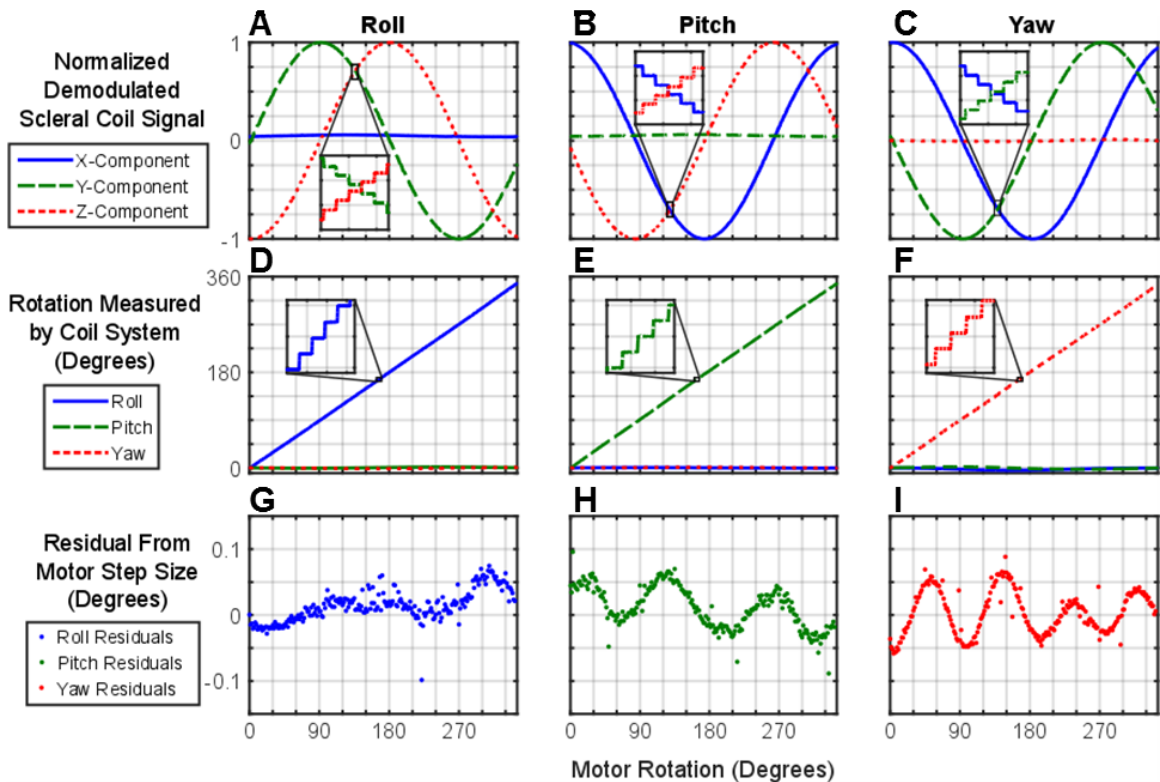 A Roll
B Pitch
C Yaw
Normalized
Demodulated
Scleral Coil Signal
X-Component
Y-Component
Z-Component
1
0
-1
D
E
F
Rotation Measured
by Coil System
(Degrees)
Roll
Pitch
Yaw
360
180
0
G
H
I
Residual From
Motor Step Size
(Degrees)
Roll Residuals
Pitch Residuals
Yaw Residuals
0.1
0
-0.1
0 90 180 270
0 90 180 270
0 90 180 270
Motor Rotation (Degrees)